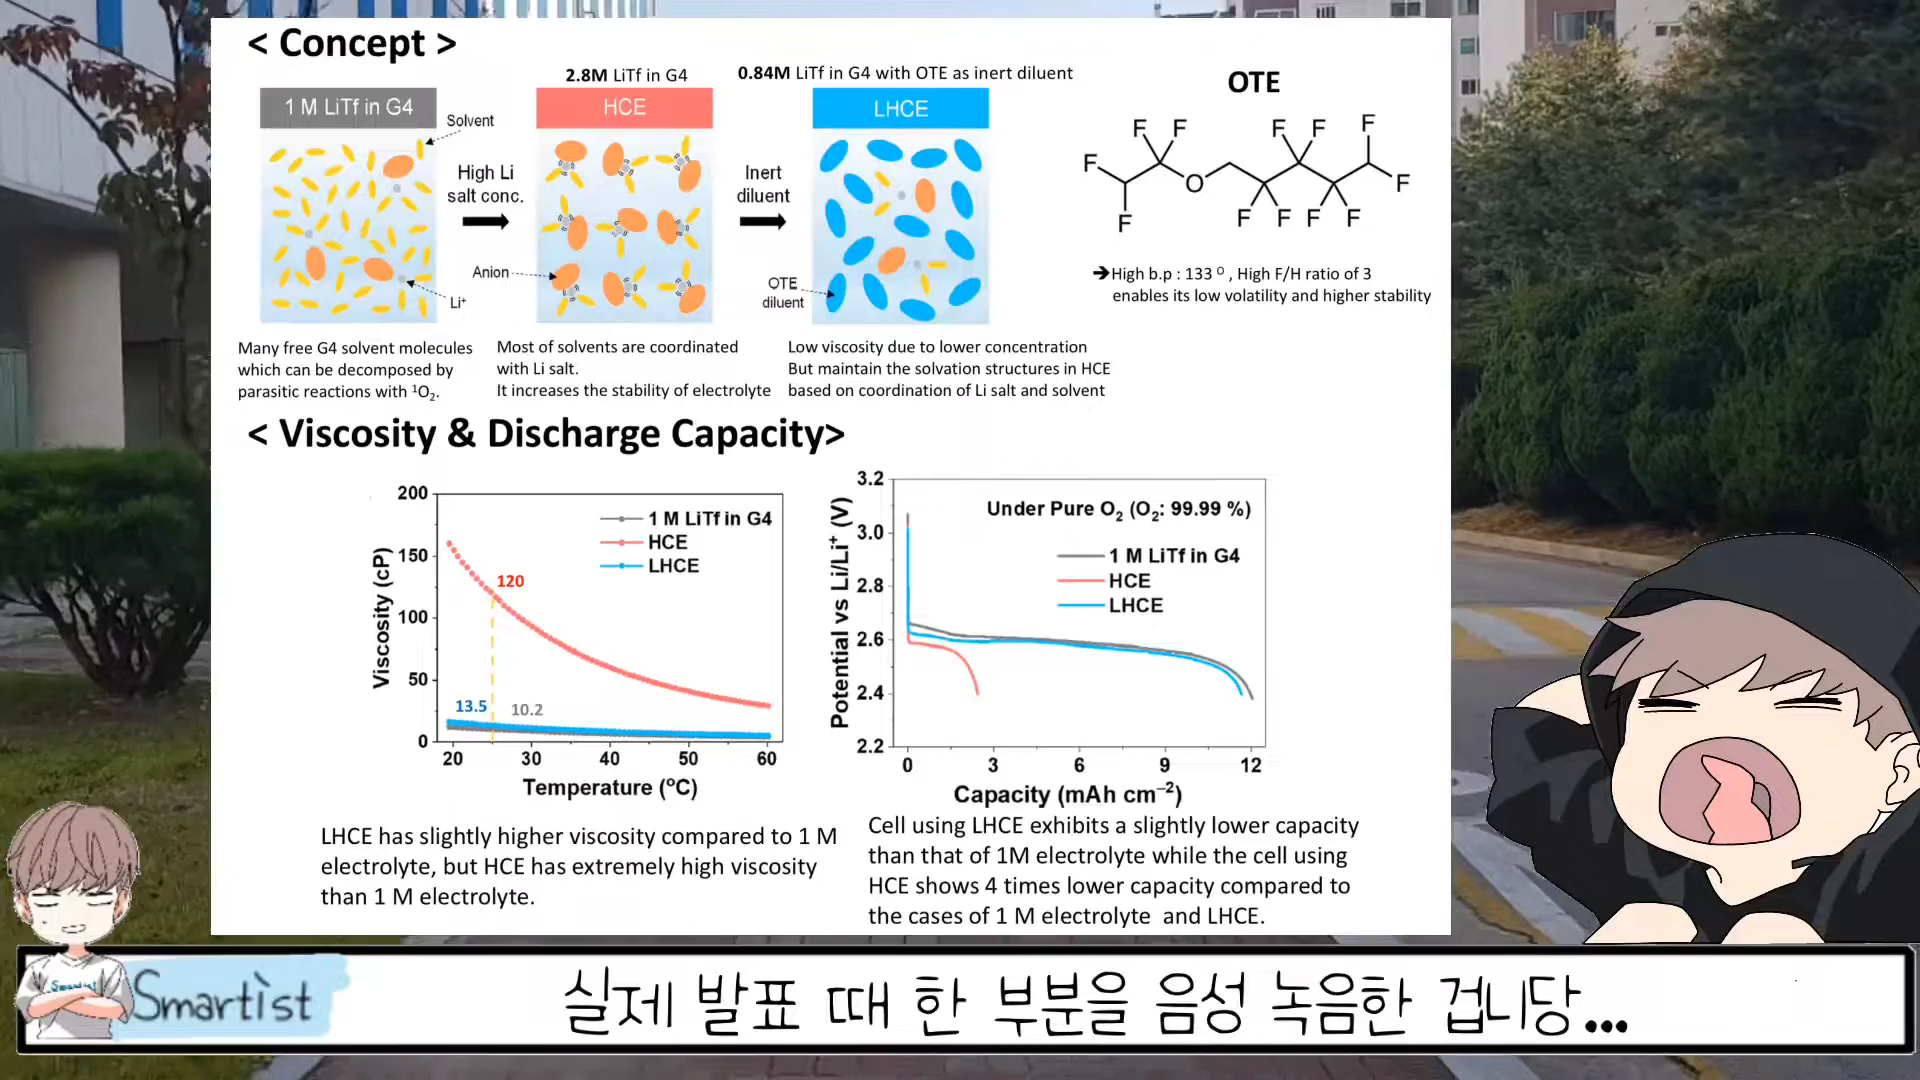 < Concept >
2.8M LiTf in G4
0.84M LiTf in G4 with OTE as inert diluent
OTE
1 M LiTf in G4
HCE
LHCE
Solvent
High Li
salt conc.
Inert
diluent
Anion
Li⁺
OTE
diluent
F F F F F
F F
O
F F F F F
➔High b.p : 133 ᴼ , High F/H ratio of 3
enables its low volatility and higher stability
Many free G4 solvent molecules
which can be decomposed by
parasitic reactions with ¹O₂.
Most of solvents are coordinated
with Li salt.
It increases the stability of electrolyte
Low viscosity due to lower concentration
But maintain the solvation structures in HCE
based on coordination of Li salt and solvent
< Viscosity & Discharge Capacity>
200
150
100
50
0
Viscosity (cP)
1 M LiTf in G4
HCE
LHCE
120
13.5
10.2
20 30 40 50 60
Temperature (ᵒC)
3.2
3.0
2.8
2.6
2.4
2.2
Potential vs Li/Li⁺ (V)
Under Pure O₂ (O₂: 99.99 %)
1 M LiTf in G4
HCE
LHCE
0 3 6 9 12
Capacity (mAh cm⁻²)
LHCE has slightly higher viscosity compared to 1 M
electrolyte, but HCE has extremely high viscosity
than 1 M electrolyte.
Cell using LHCE exhibits a slightly lower capacity
than that of 1M electrolyte while the cell using
HCE shows 4 times lower capacity compared to
the cases of 1 M electrolyte and LHCE.
Smartist
Smartist
실제 발표 때 한 부분을 음성 녹음한 겁니당...